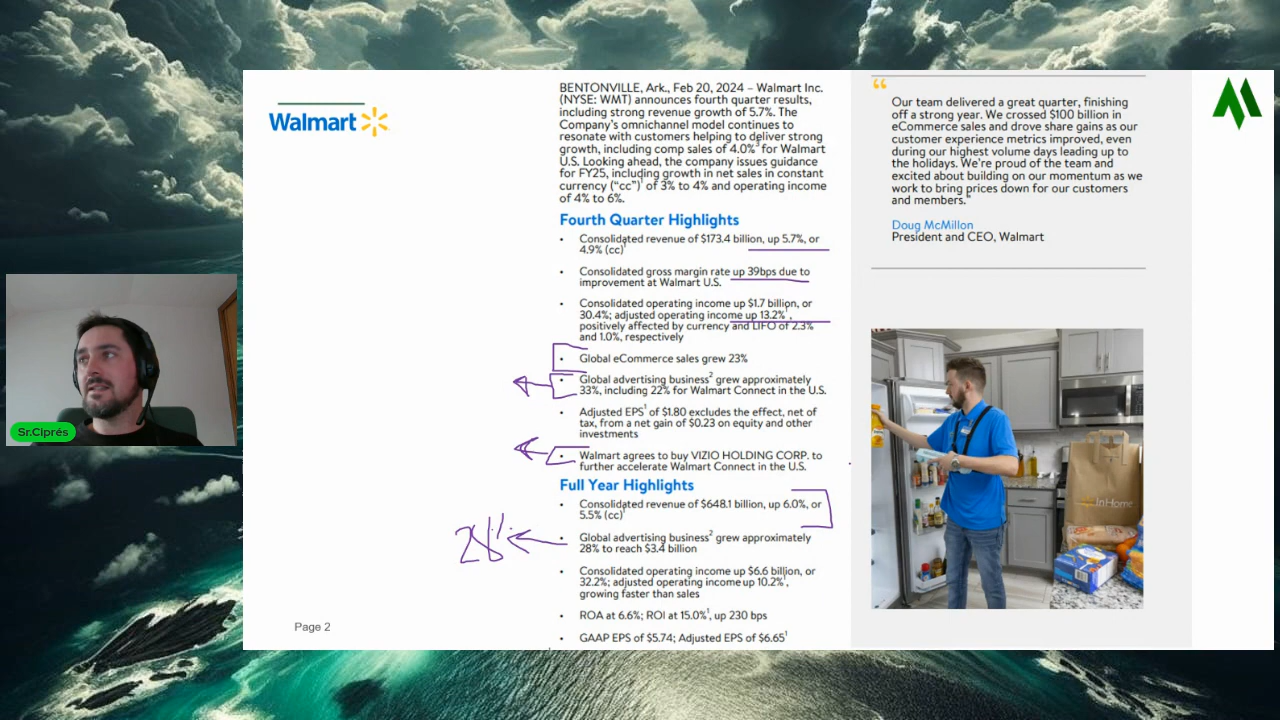 Walmart
BENTONVILLE, Ark., Feb 20, 2024 – Walmart Inc.
(NYSE: WMT) announces fourth quarter results,
including strong revenue growth of 5.7%. The
Company's omnichannel model continues to
resonate with customers helping to deliver strong
growth, including comp sales of 4.0%³ for Walmart
U.S. Looking ahead, the company issues guidance
for FY25, including growth in net sales in constant
currency ("cc")¹ of 3% to 4% and operating income
of 4% to 6%.
Fourth Quarter Highlights
• Consolidated revenue of $173.4 billion, up 5.7%, or
4.9% (cc)¹
• Consolidated gross margin rate up 39bps due to
improvement at Walmart U.S.
• Consolidated operating income up $1.7 billion, or
30.4%; adjusted operating income up 13.2%¹,
positively affected by currency and LIFO of 2.3%
and 1.0%, respectively
• Global eCommerce sales grew 23%
• Global advertising business² grew approximately
33%, including 22% for Walmart Connect in the U.S.
• Adjusted EPS¹ of $1.80 excludes the effect, net of
tax, from a net gain of $0.23 on equity and other
investments
• Walmart agrees to buy VIZIO HOLDING CORP. to
further accelerate Walmart Connect in the U.S.
Full Year Highlights
• Consolidated revenue of $648.1 billion, up 6.0%, or
5.5% (cc)¹
• Global advertising business² grew approximately
28% to reach $3.4 billion
• Consolidated operating income up $6.6 billion, or
32.2%; adjusted operating income up 10.2%¹,
growing faster than sales
• ROA at 6.6%; ROI at 15.0%¹, up 230 bps
• GAAP EPS of $5.74; Adjusted EPS of $6.65¹
“
Our team delivered a great quarter, finishing
off a strong year. We crossed $100 billion in
eCommerce sales and drove share gains as our
customer experience metrics improved, even
during our highest volume days leading up to
the holidays. We're proud of the team and
excited about building on our momentum as we
work to bring prices down for our customers
and members."
Doug McMillon
President and CEO, Walmart
InHome
Sr.Ciprés
Page 2